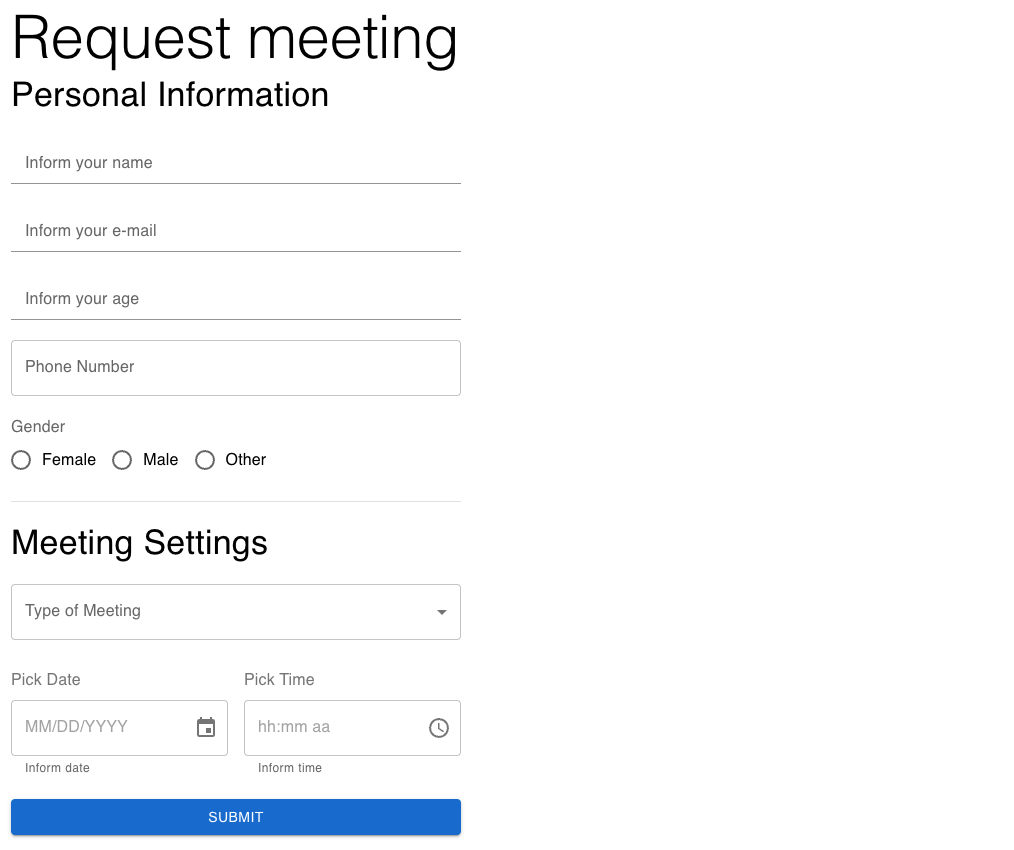 Request meeting
Personal Information
Inform your name
Inform your e-mail
Inform your age
Phone Number
Gender
Female Male Other
Meeting Settings
Type of Meeting
Pick Date Pick Time
MM/DD/YYYY hh:mm aa
Inform date Inform time
SUBMIT